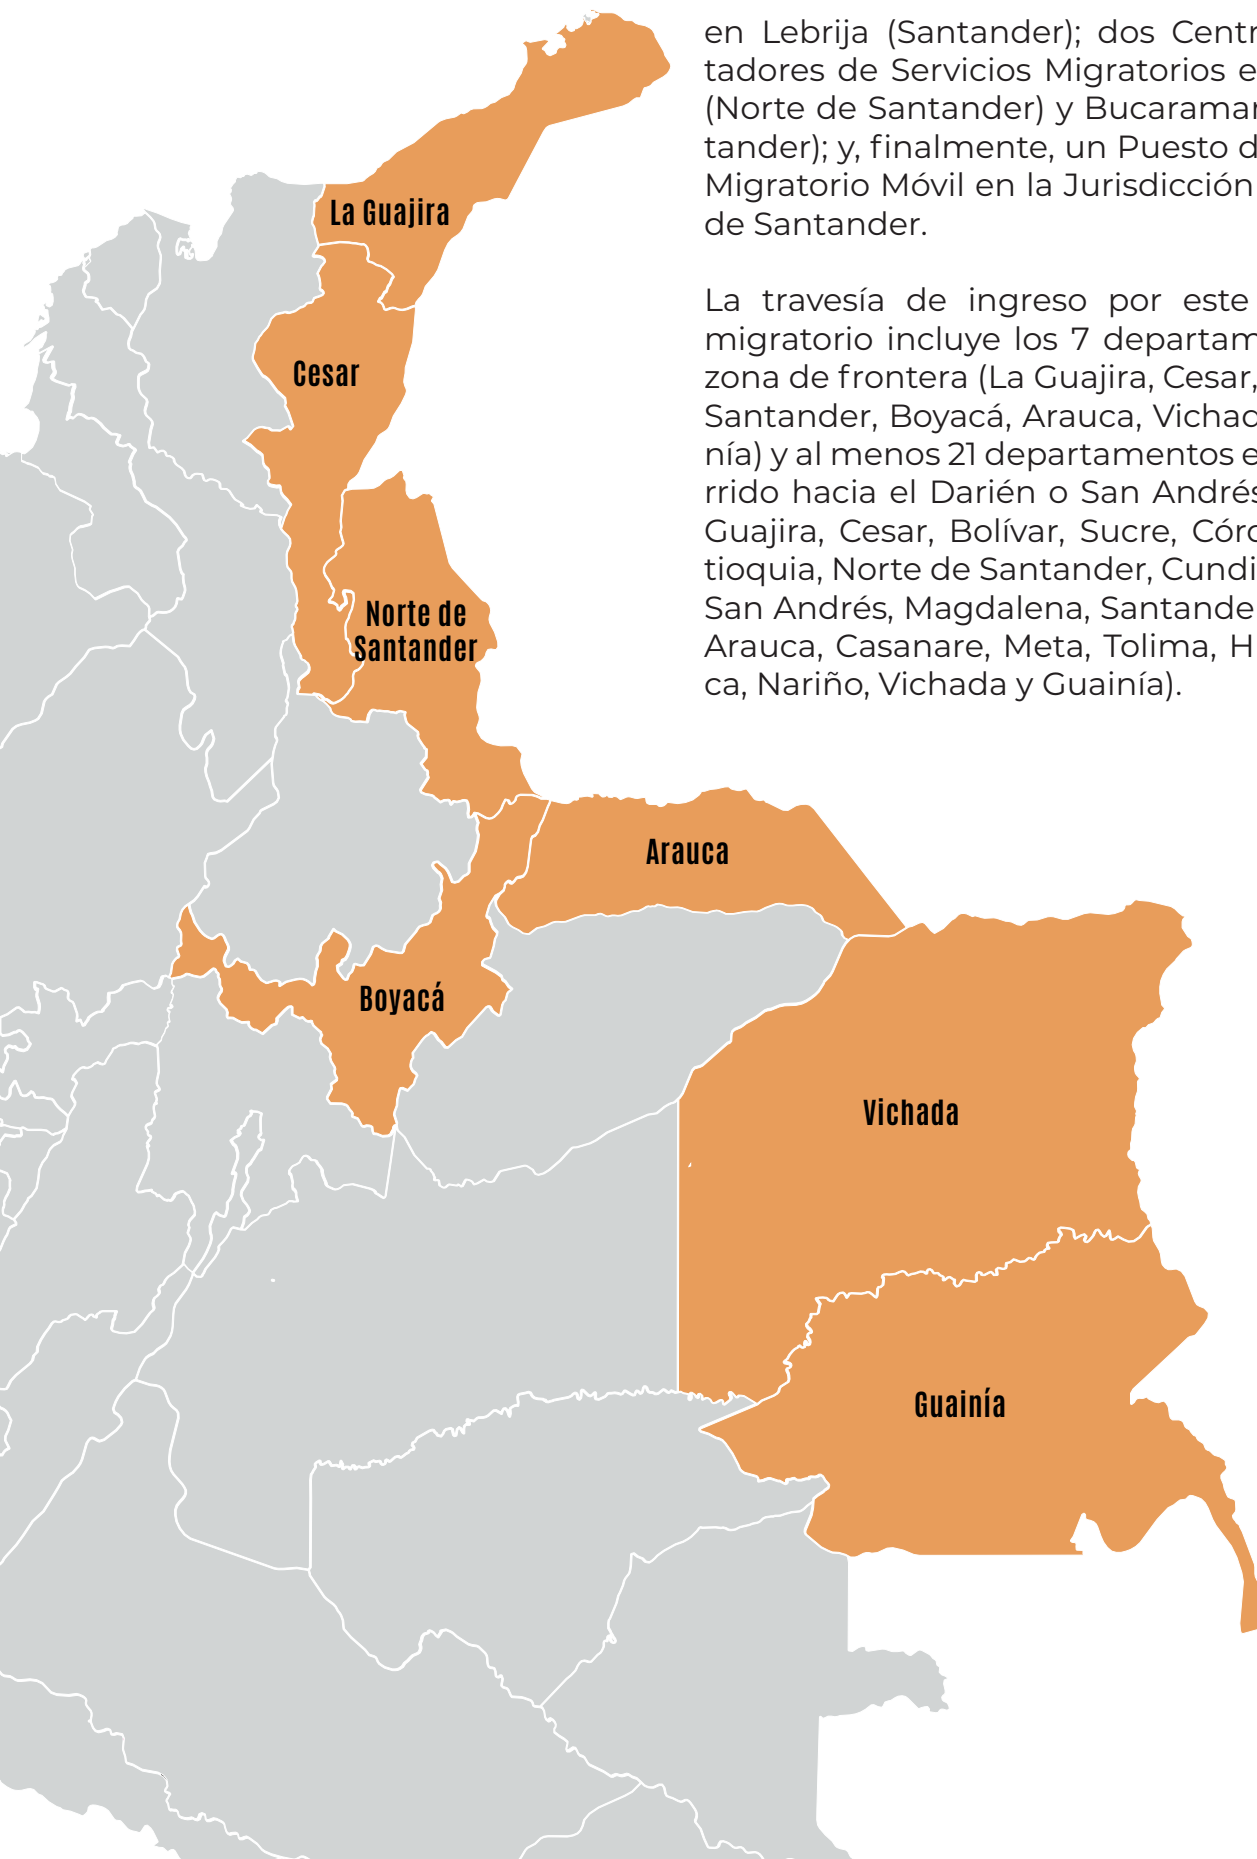 en Lebrija (Santander); dos Centr
tadores de Servicios Migratorios e
(Norte de Santander) y Bucaramar
tander); y, finalmente, un Puesto d
Migratorio Móvil en la Jurisdicción
de Santander.
La travesía de ingreso por este
migratorio incluye los 7 departam
zona de frontera (La Guajira, Cesar,
Santander, Boyacá, Arauca, Vichad
nía) y al menos 21 departamentos e
rrido hacia el Darién o San Andrés
Guajira, Cesar, Bolívar, Sucre, Córd
tioquia, Norte de Santander, Cundi
San Andrés, Magdalena, Santande
Arauca, Casanare, Meta, Tolima, H
ca, Nariño, Vichada y Guainía).
La Guajira
Cesar
Norte de
Santander
Arauca
Boyacá
Vichada
Guainía